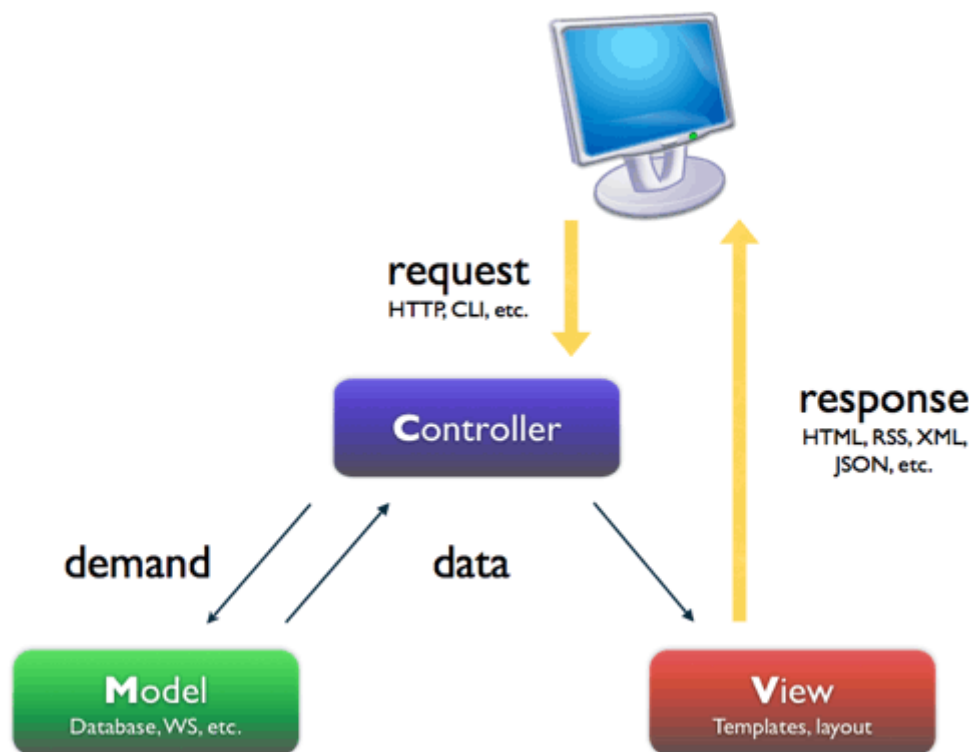 request
HTTP, CLI, etc.
Controller
response
HTML, RSS, XML,
JSON, etc.
demand
data
Model
Database, WS, etc.
View
Templates, layout